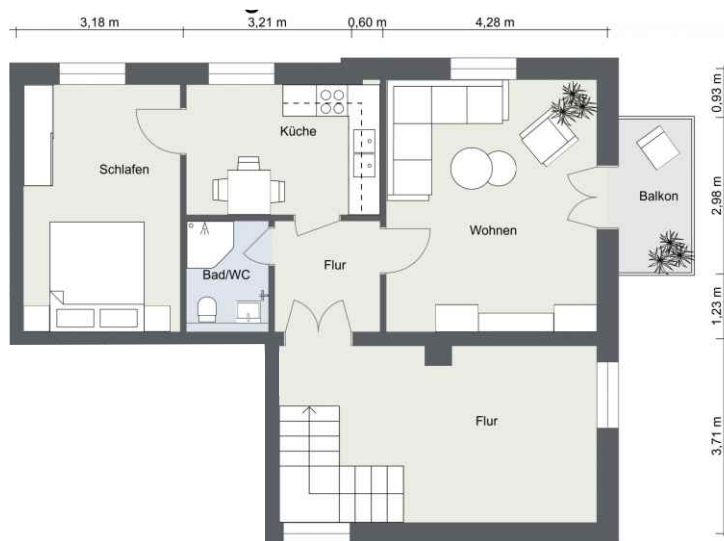 3,18 m
3,21 m
0,60 m
4,28 m
0,93 m
Küche
Schlafen
Balkon
2,98 m
Wohnen
Flur
Bad/WC
1,23 m
Flur
3,71 m